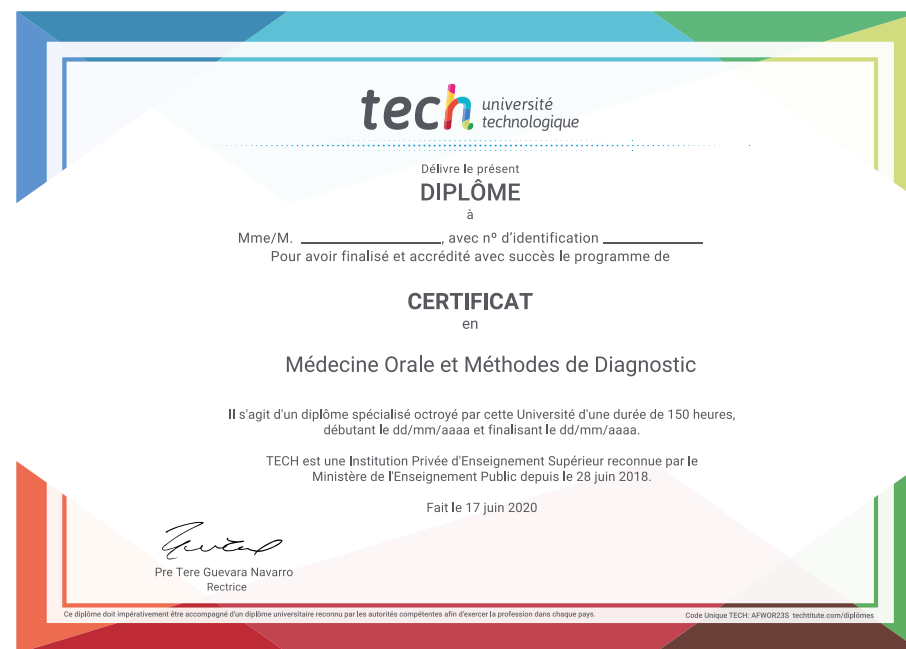 tech université
technologique
Délivre le présent
DIPLÔME
à
Mme/M. ____________________, avec nº d'identification ______________
Pour avoir finalisé et accrédité avec succès le programme de
CERTIFICAT
en
Médecine Orale et Méthodes de Diagnostic
Il s'agit d'un diplôme spécialisé octroyé par cette Université d'une durée de 150 heures,
débutant le dd/mm/aaaa et finalisant le dd/mm/aaaa.
TECH est une Institution Privée d'Enseignement Supérieur reconnue par le
Ministère de l'Enseignement Public depuis le 28 juin 2018.
Fait le 17 juin 2020
Pre Tere Guevara Navarro
Rectrice
Ce diplôme doit impérativement être accompagné d'un diplôme universitaire reconnu par les autorités compétentes afin d'exercer la profession dans chaque pays.
Code Unique TECH: AFWOR23S techtitute.com/diplômes